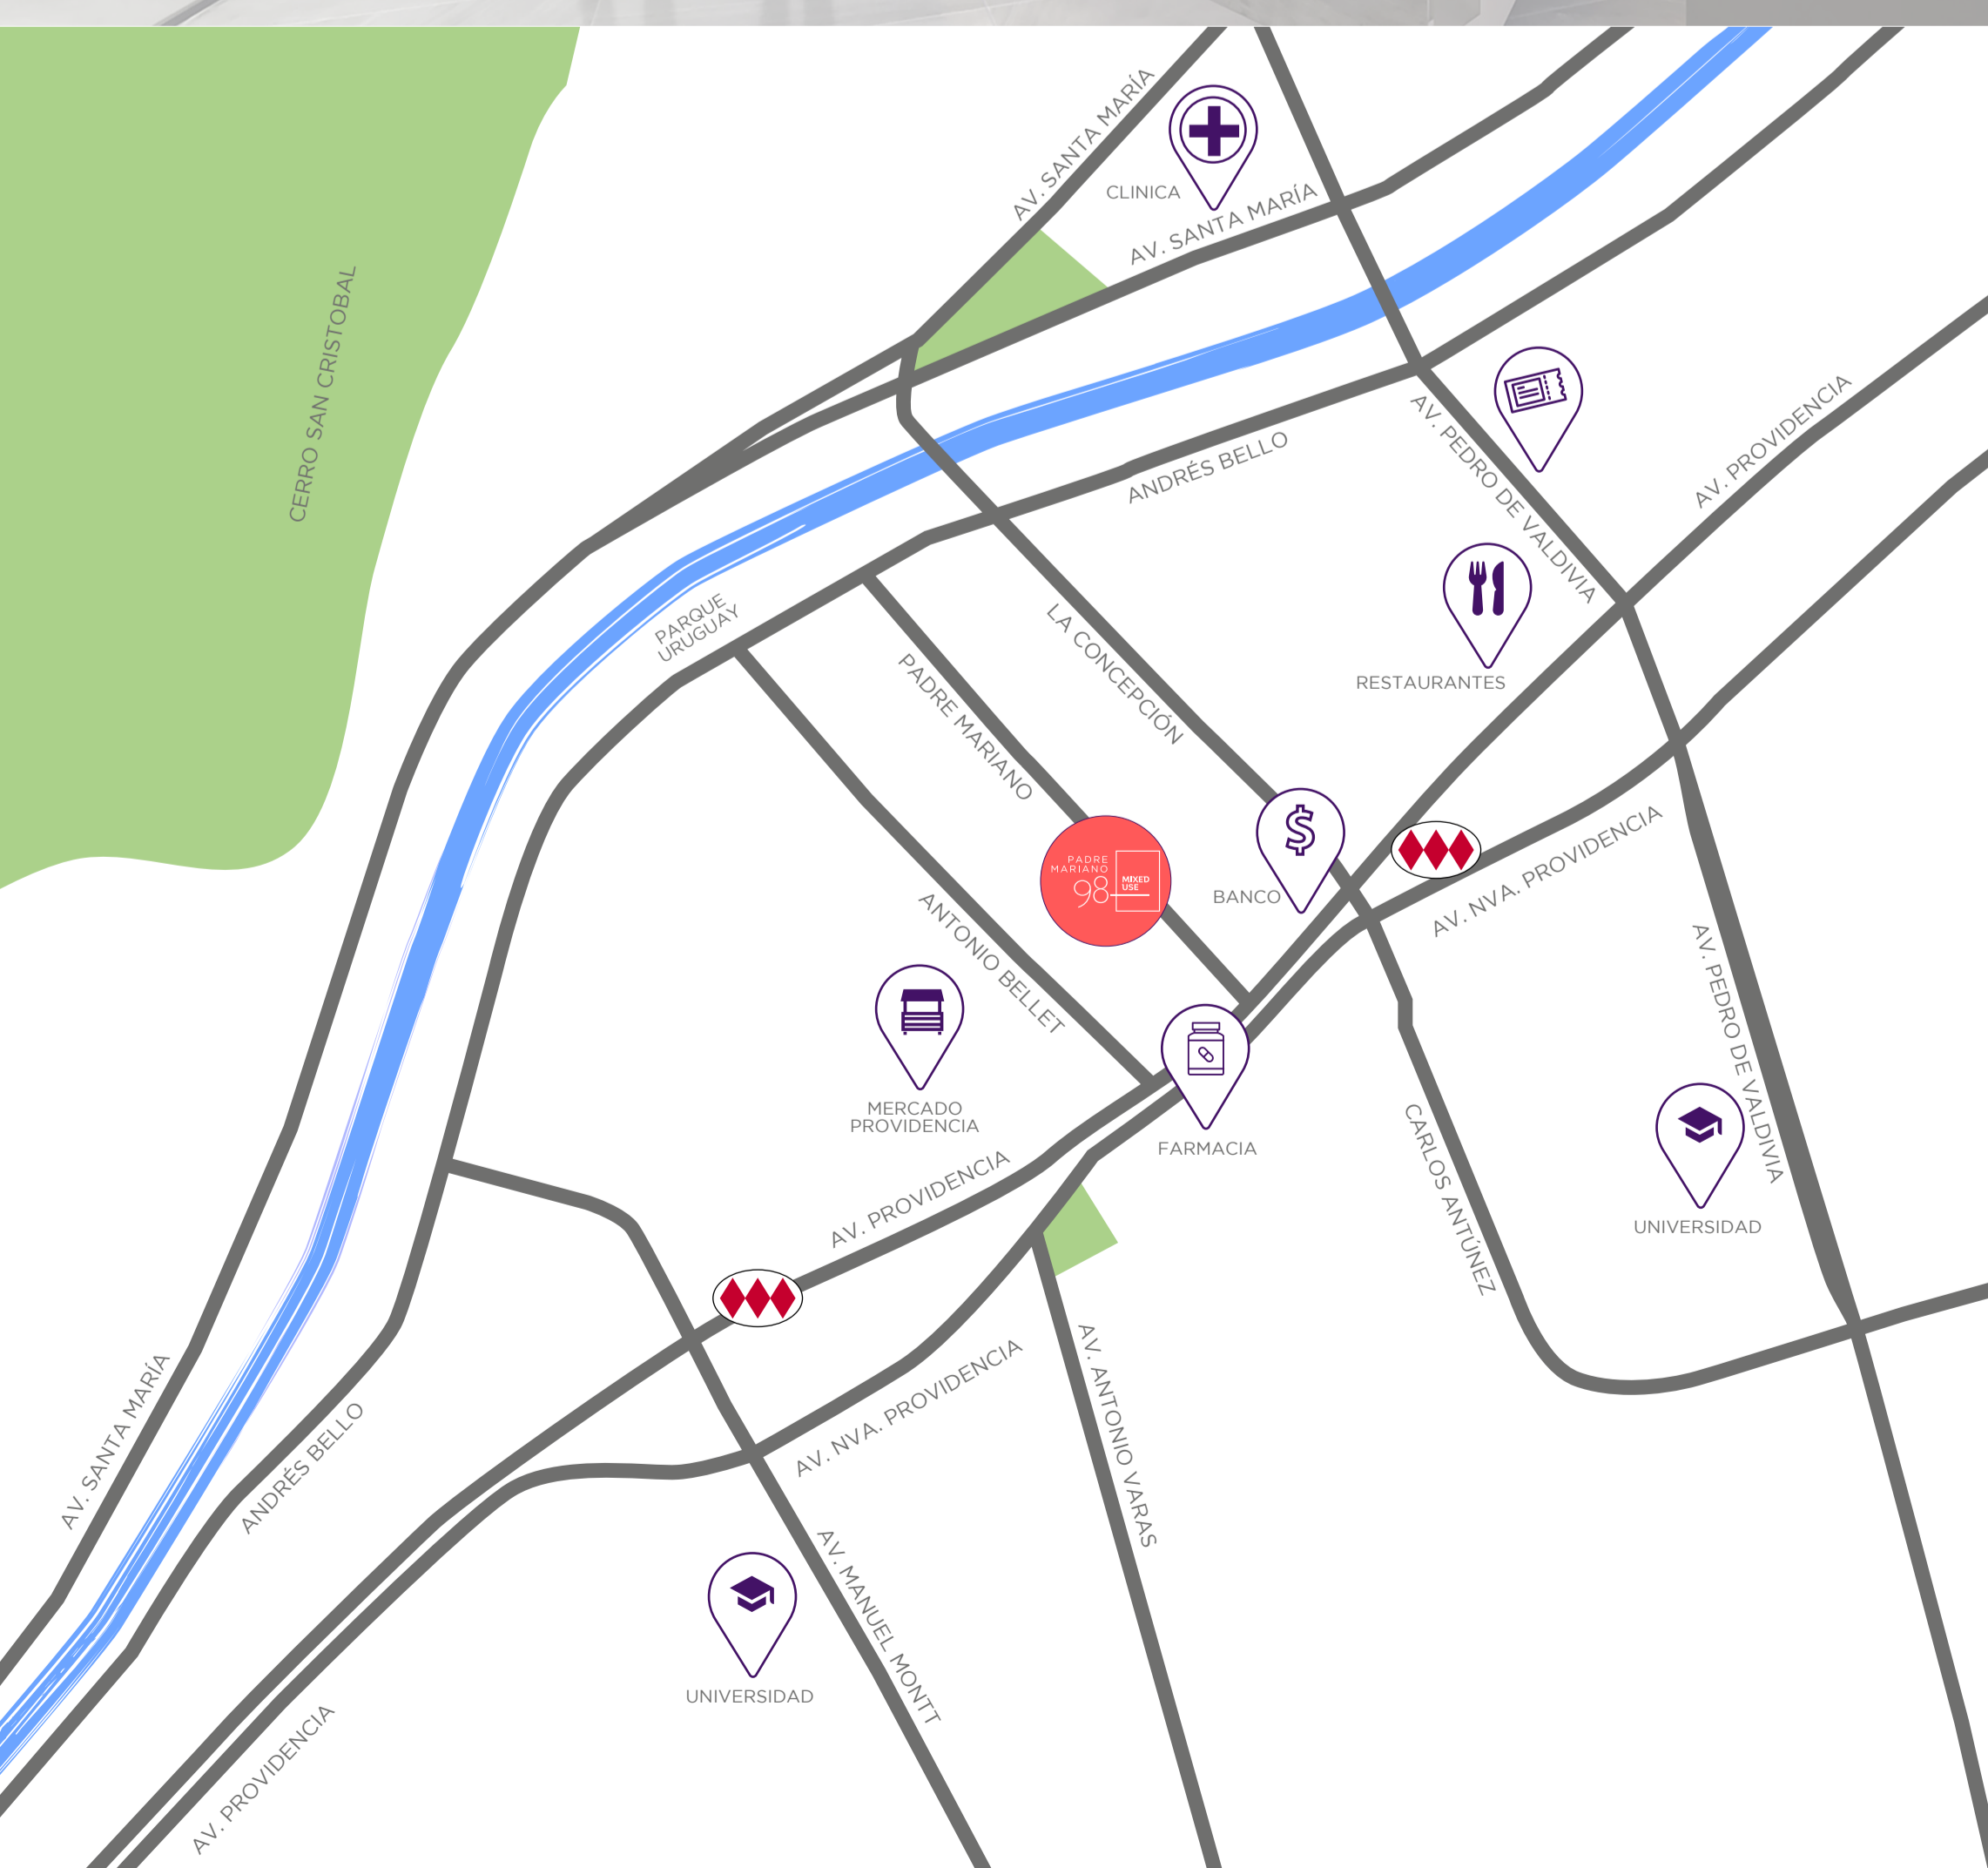 AV. SANTA MARÍA
CLINICA
AV. SANTA MARÍA
CERRO SAN CRISTOBAL
ANDRÉS BELLO
AV. PEDRO DE VALDIVIA
AV. PROVIDENCIA
PARQUE
URUGUAY
LA CONCEPCIÓN
PADRE MARIANO
RESTAURANTES
PADRE
MARIANO
98
MIXED
USE
$
BANCO
AV. NVA. PROVIDENCIA
ANTONIO BELLET
AV. PEDRO DE VALDIVIA
MERCADO
PROVIDENCIA
FARMACIA
CARLOS ANTÚNEZ
UNIVERSIDAD
AV. PROVIDENCIA
AV. SANTA MARÍA
ANDRÉS BELLO
AV. NVA. PROVIDENCIA
AV. ANTONIO VARAS
AV. MANUEL MONTT
UNIVERSIDAD
AV. PROVIDENCIA